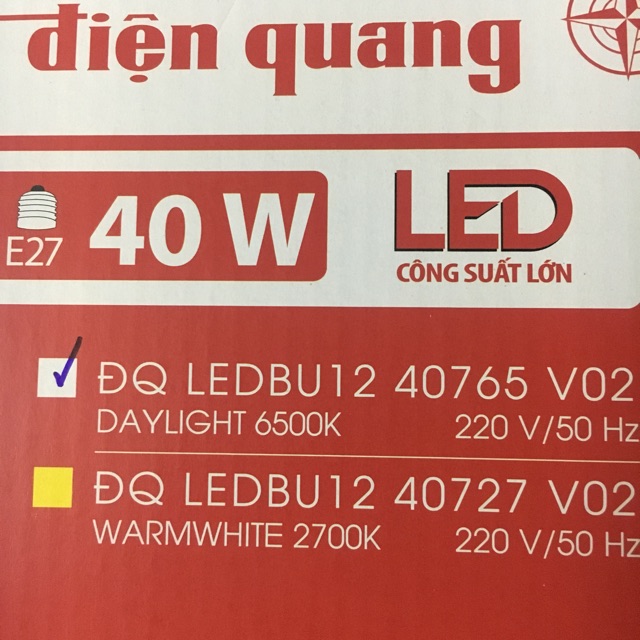 điện quang
E27 40 W
LED
CÔNG SUẤT LỚN
ĐQ LEDBU12 40765 V02
DAYLIGHT 6500K 220 V/50 Hz
ĐQ LEDBU12 40727 V02
WARMWHITE 2700K 220 V/50 Hz